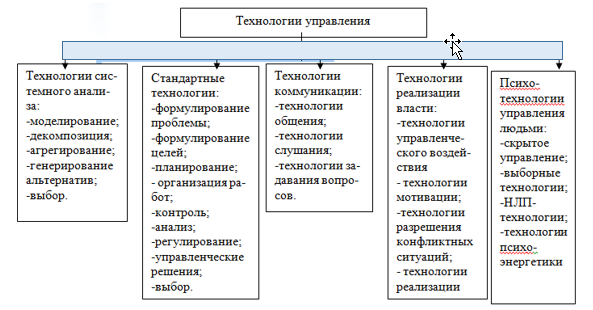 Технологии управления
Технологии сис-
темного анали-
за:
-моделирование;
-декомпозиция;
-агрегирование;
-генерирование
альтернатив;
-выбор.
Стандартные
технологии:
-формулирование
проблемы;
-формулирование
целей;
-планирование;
- организация ра-
бот;
-контроль;
-анализ;
-регулирование;
-управленческие
решения;
-выбор.
Технологии
коммуникации:
-технологии
общения;
-технологии
слушания;
-технологии за-
давания вопро-
сов.
Технологии
реализации
власти:
-технологии
управленче-
ского воздей-
ствия
- технологии
мотивации;
-технологии
разрешения
конфликтных
ситуаций;
- технологии
реализации
Психо-
технологии
управления
людьми:
-скрытое
управление;
-выборные
технологии;
-НЛП-
технологии;
-технологии
психо-
энергетики